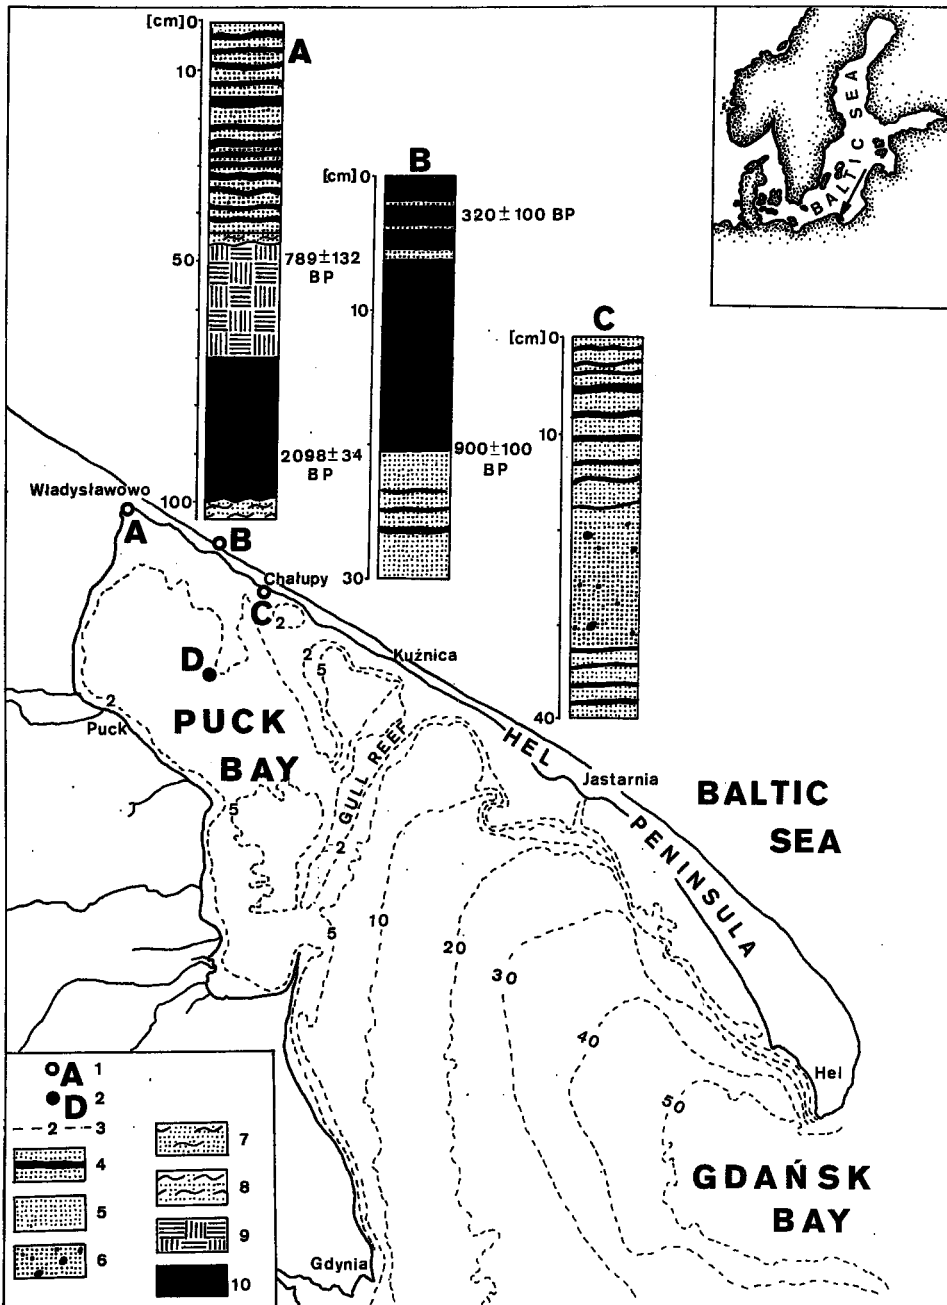 [cm] 0
A
10
50
789±132
BP
2098±34
BP
100
B
[cm] 0
320±100 BP
10
900±100
BP
30
C
[cm] 0
10
40
BALTIC SEA
Władysławowo
A
B
Chałupy
C
2
D
2
5
Kuźnica
2
Puck
PUCK
BAY
GULL REEF
HEL
Jastarnia
PENINSULA
BALTIC
SEA
5
2
5
10
20
30
40
50
Hel
GDAŃSK
BAY
Gdynia
A 1
D 2
2 3
4
5
6
7
8
9
10